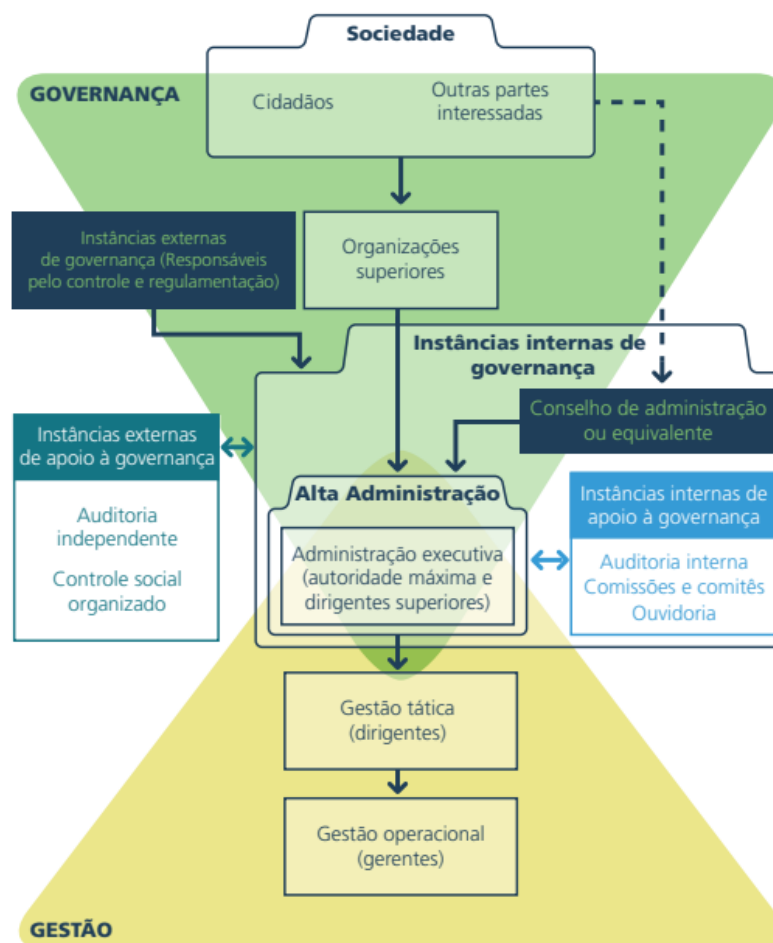 Sociedade
GOVERNANÇA
Cidadãos
Outras partes
interessadas
Instâncias externas
de governança (Responsáveis
pelo controle e regulamentação)
Organizações
superiores
Instâncias internas de
governança
Conselho de administração
ou equivalente
Instâncias externas
de apoio à governança
Auditoria
independente
Controle social
organizado
Alta Administração
Administração executiva
(autoridade máxima e
dirigentes superiores)
Instâncias internas de
apoio à governança
Auditoria interna
Comissões e comitês
Ouvidoria
Gestão tática
(dirigentes)
Gestão operacional
(gerentes)
GESTÃO